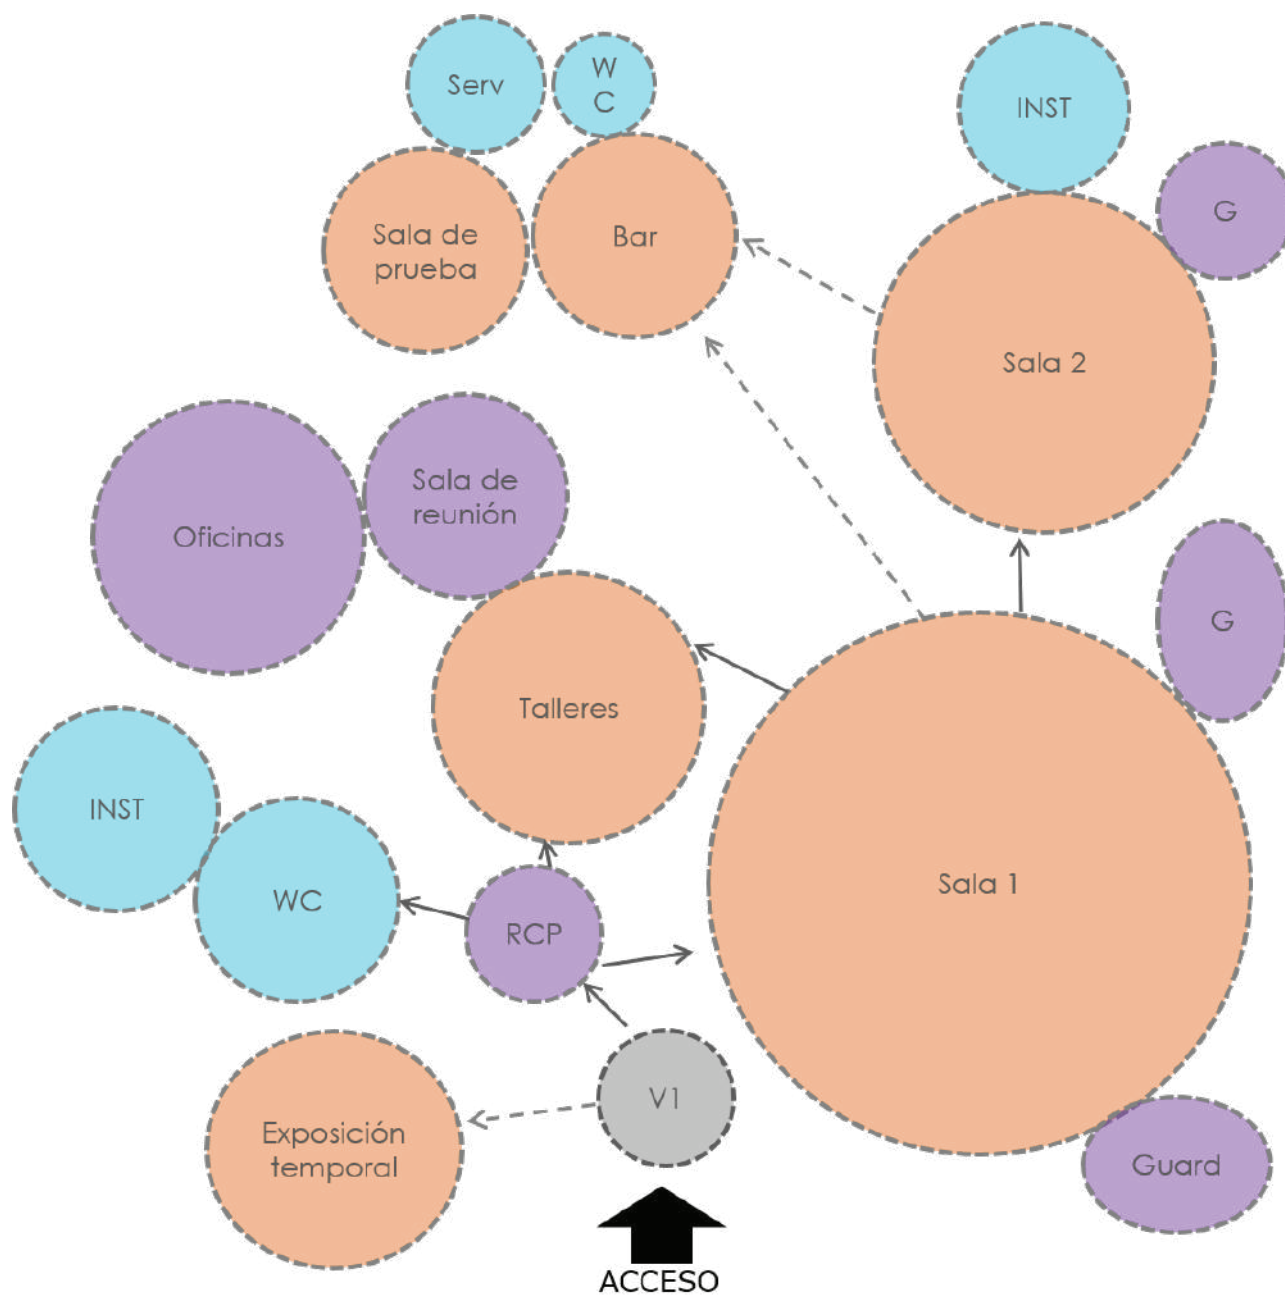 Serv
W
C
INST
G
Sala de
prueba
Bar
Sala 2
Sala de
reunión
Oficinas
G
Talleres
INST
WC
RCP
Sala 1
V1
Exposición
temporal
Guard
ACCESO